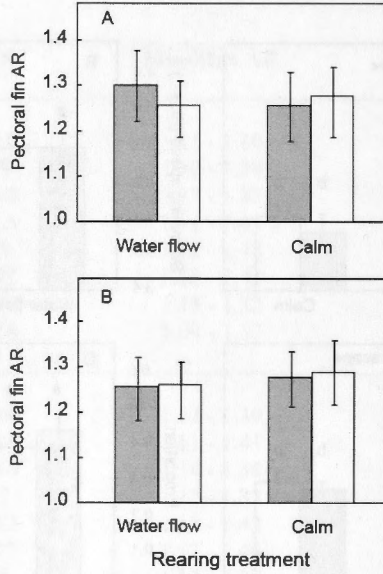 A
Pectoral fin AR
1.4
1.3
1.2
1.1
1.0
Water flow Calm
B
Pectoral fin AR
1.4
1.3
1.2
1.1
1.0
Water flow Calm
Rearing treatment